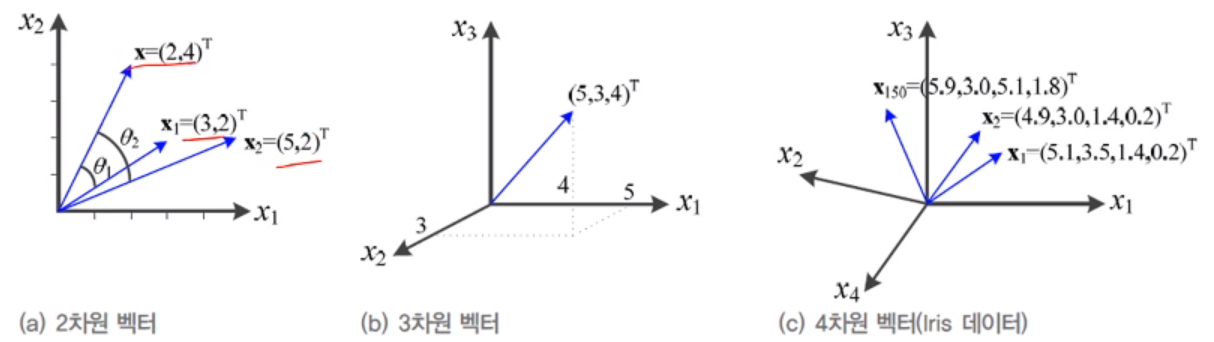 x₂
x=(2,4)ᵀ
x₁=(3,2)ᵀ
x₂=(5,2)ᵀ
θ₂
θ₁
x₁
(a) 2차원 벡터
x₃
(5,3,4)ᵀ
4
5
x₁
3
x₂
(b) 3차원 벡터
x₃
x₁₅₀=(5.9,3.0,5.1,1.8)ᵀ
x₂=(4.9,3.0,1.4,0.2)ᵀ
x₁=(5.1,3.5,1.4,0.2)ᵀ
x₂
x₁
x₄
(c) 4차원 벡터(Iris 데이터)